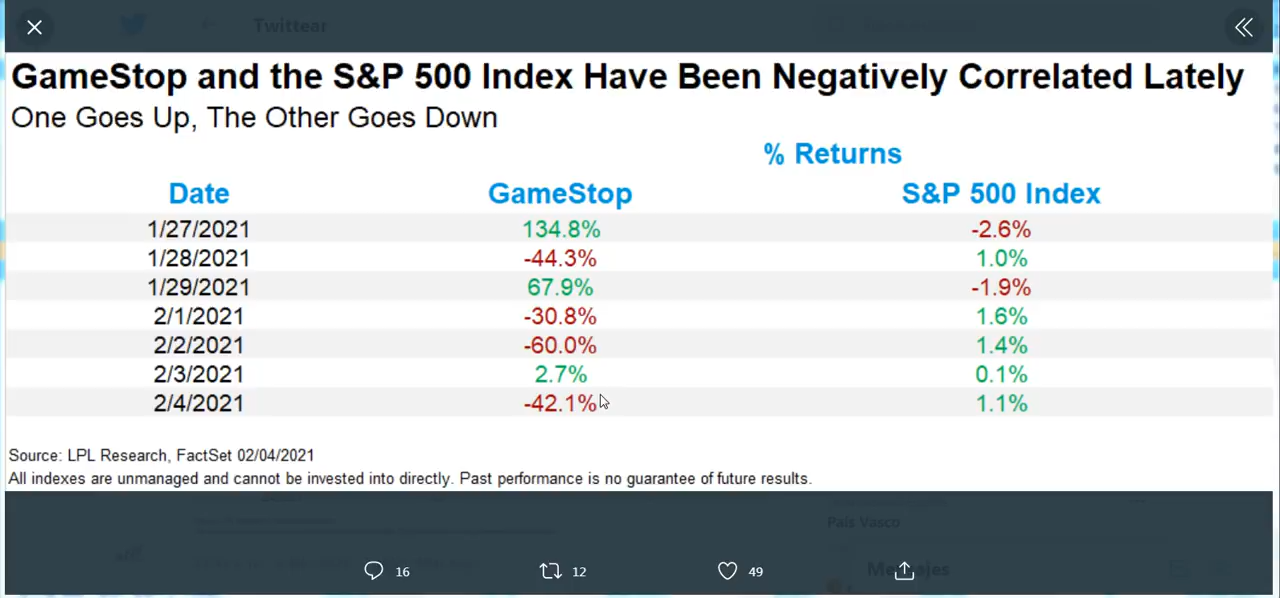 Twittear
GameStop and the S&P 500 Index Have Been Negatively Correlated Lately
One Goes Up, The Other Goes Down
% Returns
Date GameStop S&P 500 Index
1/27/2021 134.8% -2.6%
1/28/2021 -44.3% 1.0%
1/29/2021 67.9% -1.9%
2/1/2021 -30.8% 1.6%
2/2/2021 -60.0% 1.4%
2/3/2021 2.7% 0.1%
2/4/2021 -42.1% 1.1%
Source: LPL Research, FactSet 02/04/2021
All indexes are unmanaged and cannot be invested into directly. Past performance is no guarantee of future results.
País Vasco
Mensajes
16 12 49